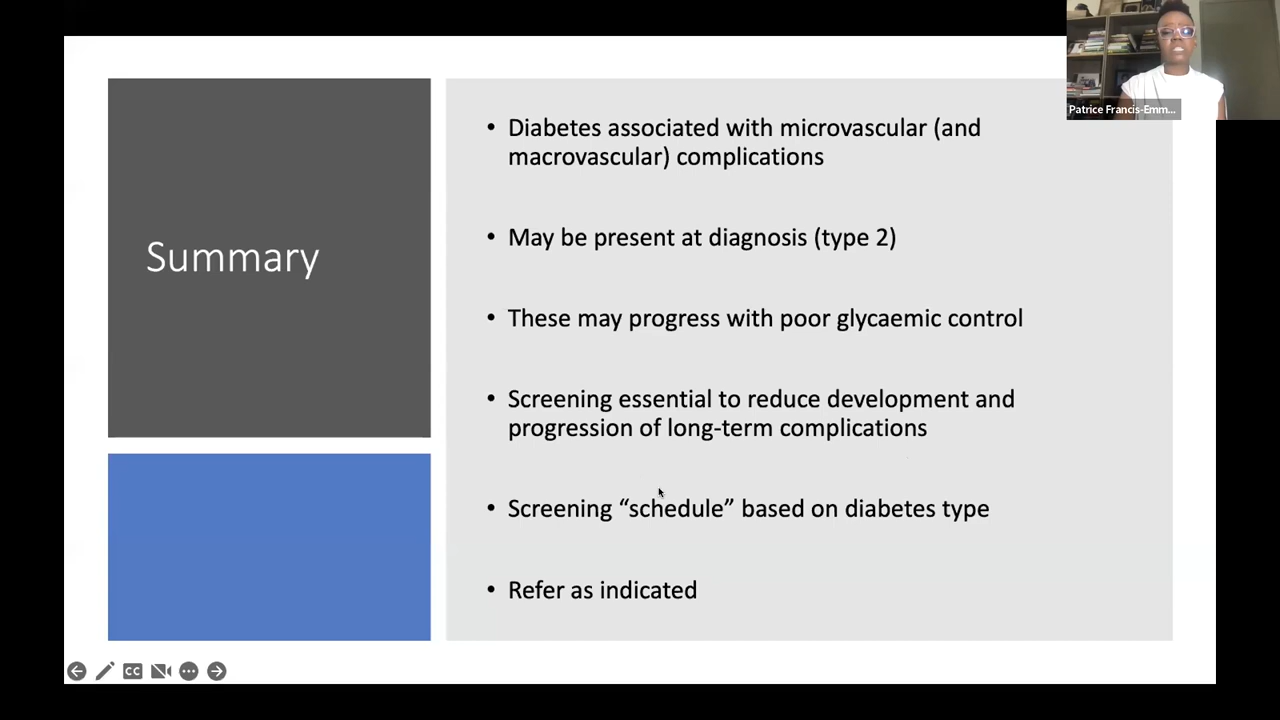 Patrice Francis-Emm...
Summary
• Diabetes associated with microvascular (and
macrovascular) complications
• May be present at diagnosis (type 2)
• These may progress with poor glycaemic control
• Screening essential to reduce development and
progression of long-term complications
• Screening “schedule” based on diabetes type
• Refer as indicated
CC